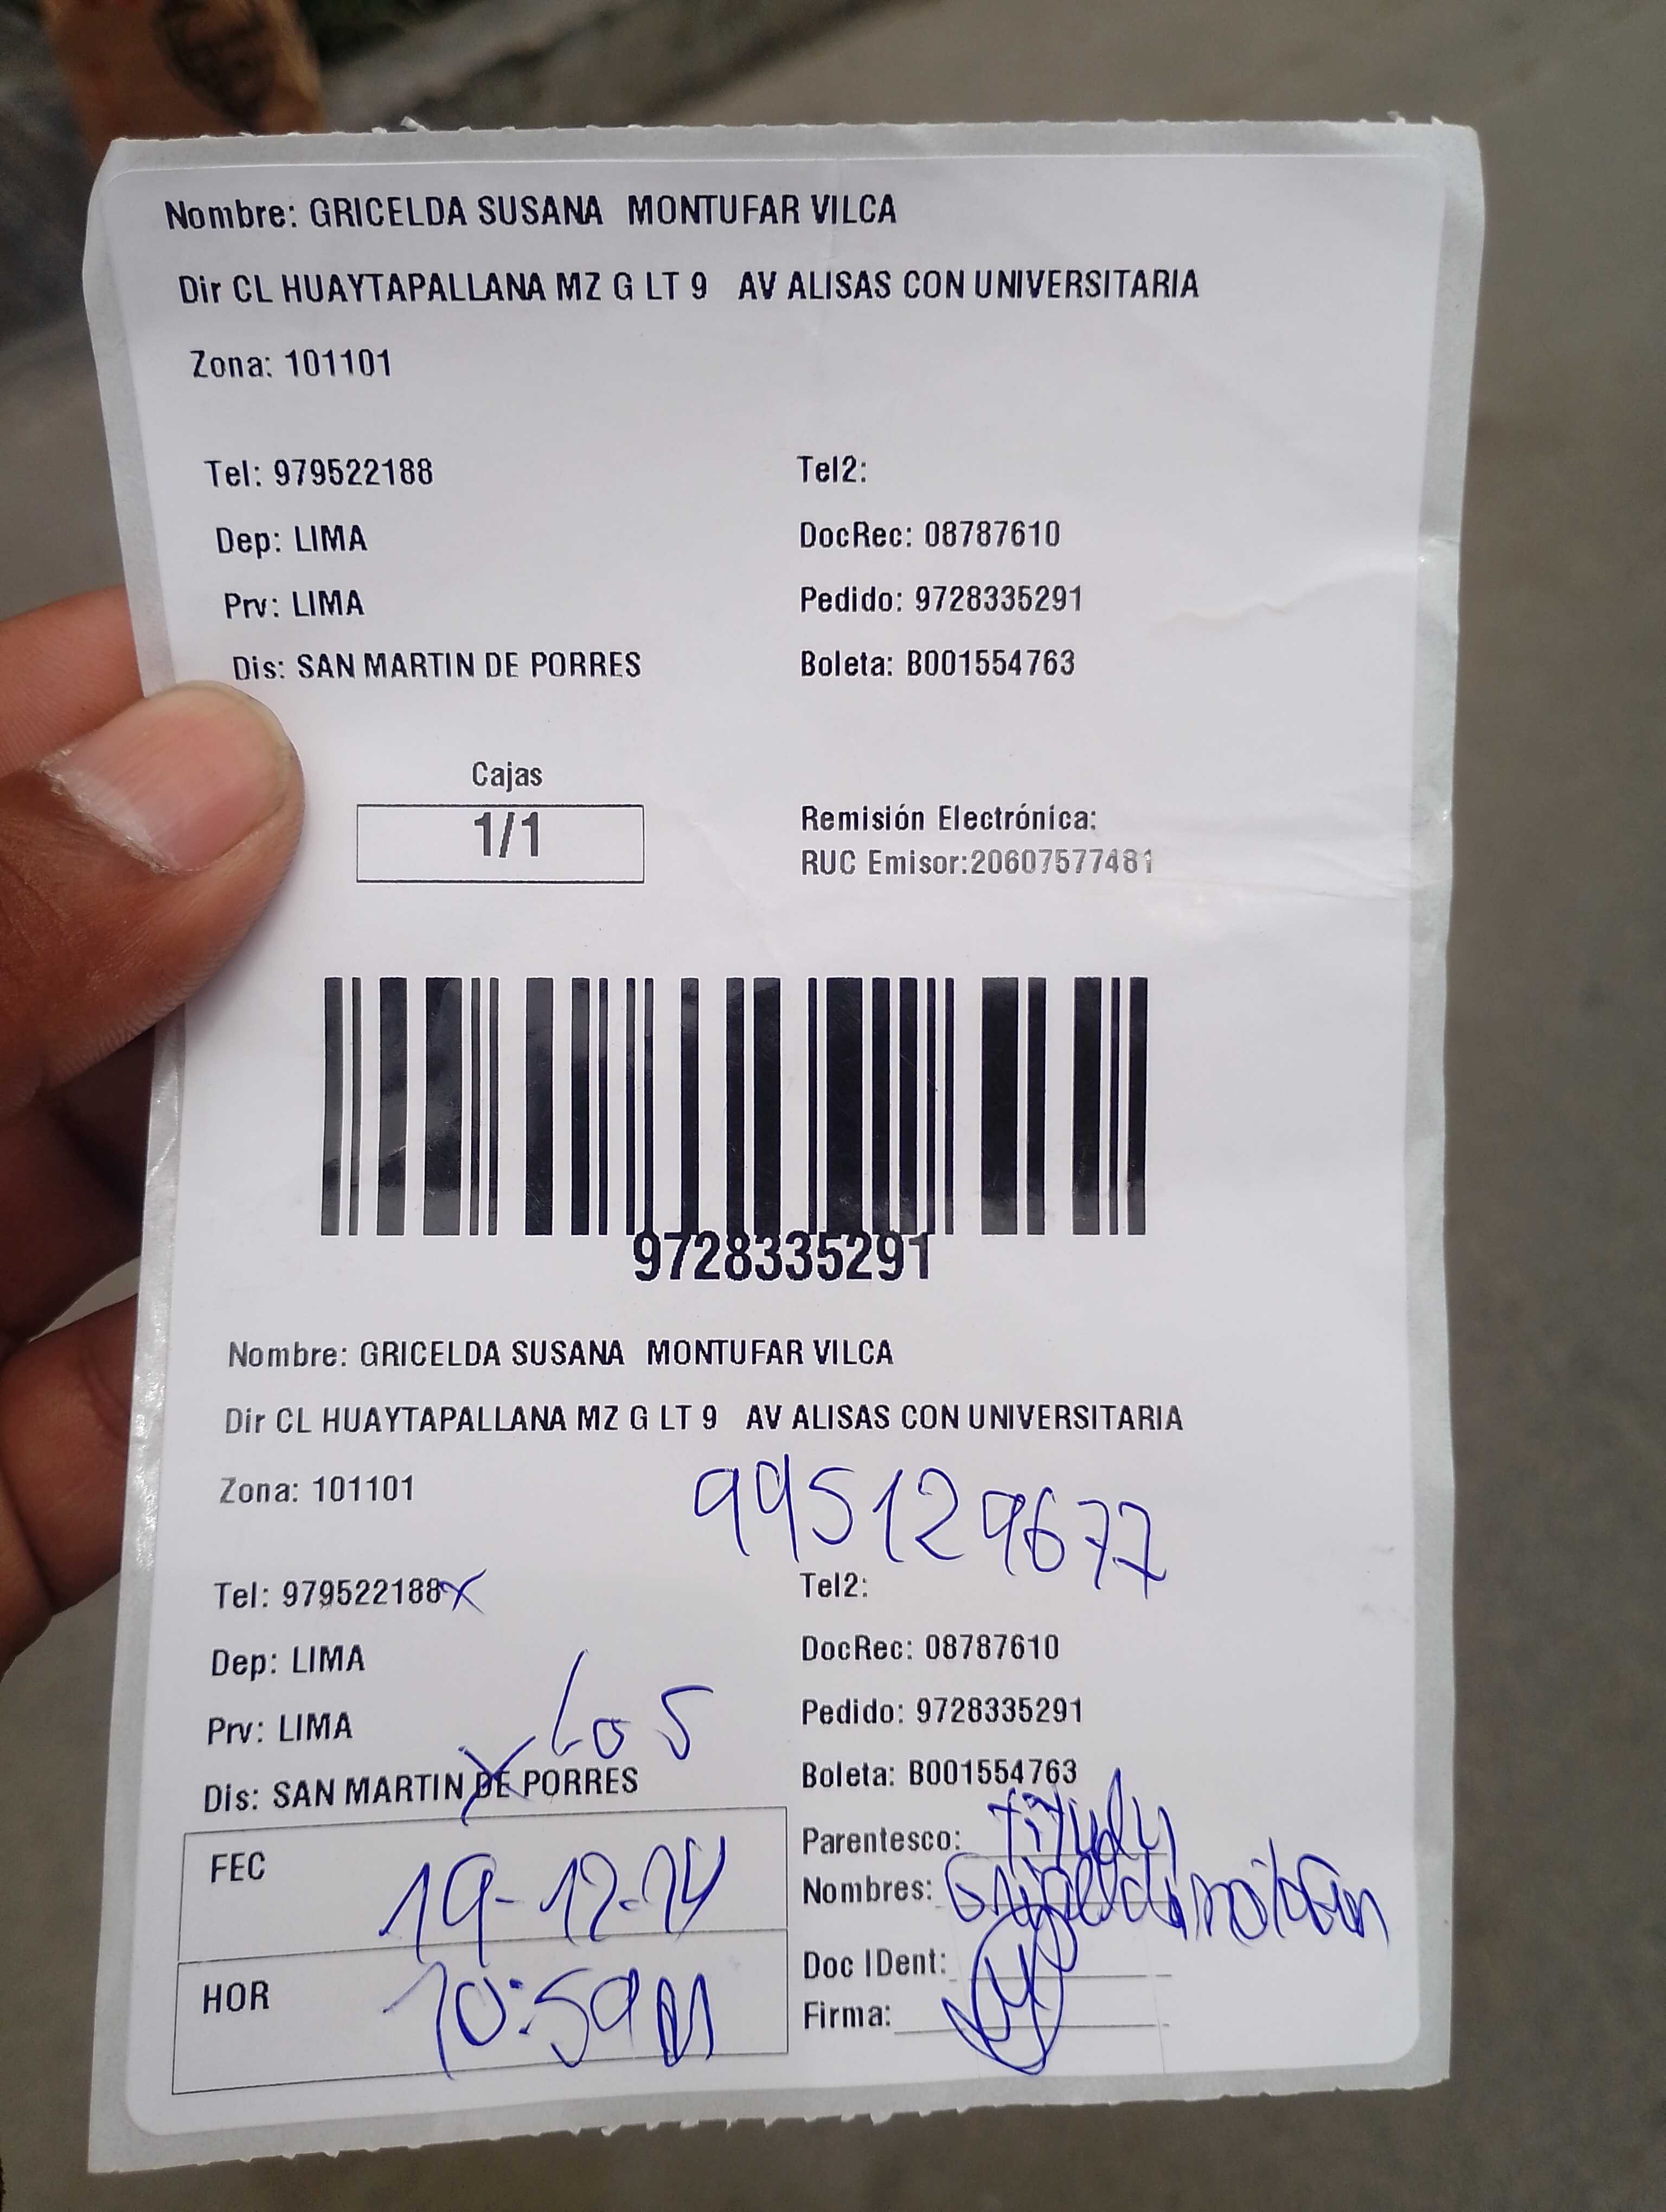 Nombre: GRICELDA SUSANA MONTUFAR VILCA
Dir CL HUAYTAPALLANA MZ G LT 9 AV ALISAS CON UNIVERSITARIA
Zona: 101101
Tel: 979522188 Tel2:
Dep: LIMA DocRec: 08787610
Prv: LIMA Pedido: 9728335291
Dis: SAN MARTIN DE PORRES Boleta: B001554763
Cajas
1/1
Remisión Electrónica:
RUC Emisor:20607577481
9728335291
Nombre: GRICELDA SUSANA MONTUFAR VILCA
Dir CL HUAYTAPALLANA MZ G LT 9 AV ALISAS CON UNIVERSITARIA
Zona: 101101
995129677
Tel: 979522188 X Tel2:
Dep: LIMA DocRec: 08787610
Prv: LIMA Pedido: 9728335291
Los
Dis: SAN MARTIN DE PORRES Boleta: B001554763
Parentesco:
FEC 19-12-24
Nombres:
Doc IDent:
HOR 10:59
Firma: